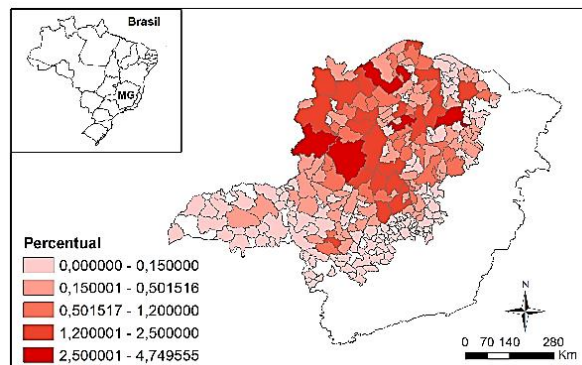 Brasil
MG
Percentual
0,000000 - 0,150000
0,150001 - 0,501516
0,501517 - 1,200000
1,200001 - 2,500000
2,500001 - 4,749555
N
0 70 140 280
Km